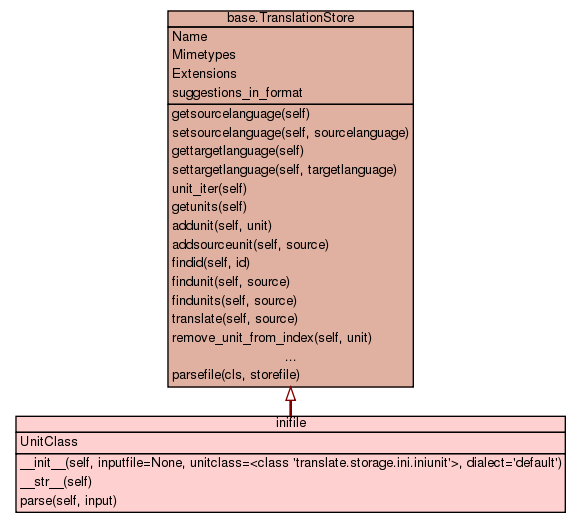 base.TranslationStore
Name
Mimetypes
Extensions
suggestions_in_format
getsourcelanguage(self)
setsourcelanguage(self, sourcelanguage)
gettargetlanguage(self)
settargetlanguage(self, targetlanguage)
unit_iter(self)
getunits(self)
addunit(self, unit)
addsourceunit(self, source)
findid(self, id)
findunit(self, source)
findunits(self, source)
translate(self, source)
remove_unit_from_index(self, unit)
...
parsefile(cls, storefile)
inifile
UnitClass
__init__(self, inputfile=None, unitclass=<class 'translate.storage.ini.iniunit'>, dialect='default')
__str__(self)
parse(self, input)